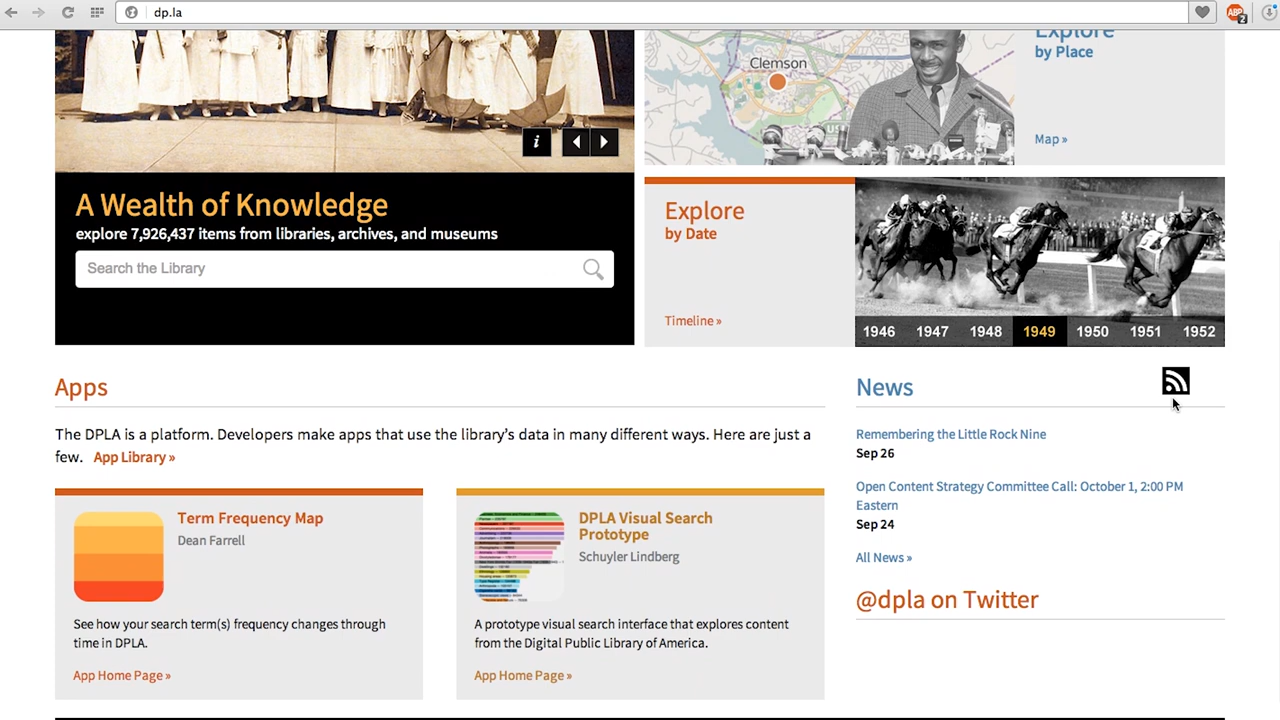 dp.la
ABP
2
Clemson
US
Explore
by Place
Map »
i
A Wealth of Knowledge
explore 7,926,437 items from libraries, archives, and museums
Search the Library
Explore
by Date
Timeline »
1946 1947 1948 1949 1950 1951 1952
Apps
The DPLA is a platform. Developers make apps that use the library’s data in many different ways. Here are just a
few. App Library »
Term Frequency Map
Dean Farrell
See how your search term(s) frequency changes through
time in DPLA.
App Home Page »
DPLA Visual Search
Prototype
Schuyler Lindberg
A prototype visual search interface that explores content
from the Digital Public Library of America.
App Home Page »
News
Remembering the Little Rock Nine
Sep 26
Open Content Strategy Committee Call: October 1, 2:00 PM
Eastern
Sep 24
All News »
@dpla on Twitter